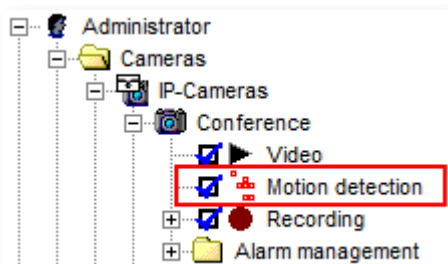 Administrator
Cameras
IP-Cameras
Conference
Video
Motion detection
Recording
Alarm management